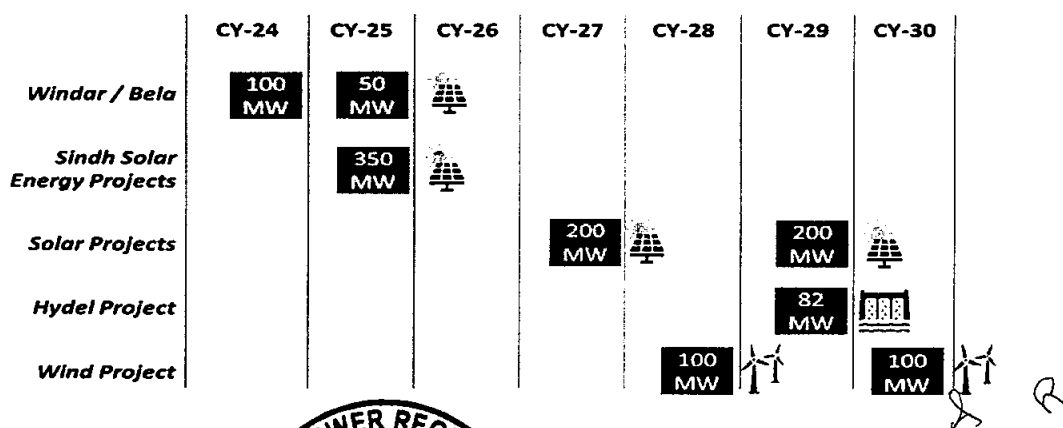 CY-24 CY-25 CY-26 CY-27 CY-28 CY-29 CY-30
Windar / Bela
100 MW
50 MW
Sindh Solar
Energy Projects
350 MW
Solar Projects
200 MW
200 MW
Hydel Project
82 MW
Wind Project
100 MW
100 MW
WER REG